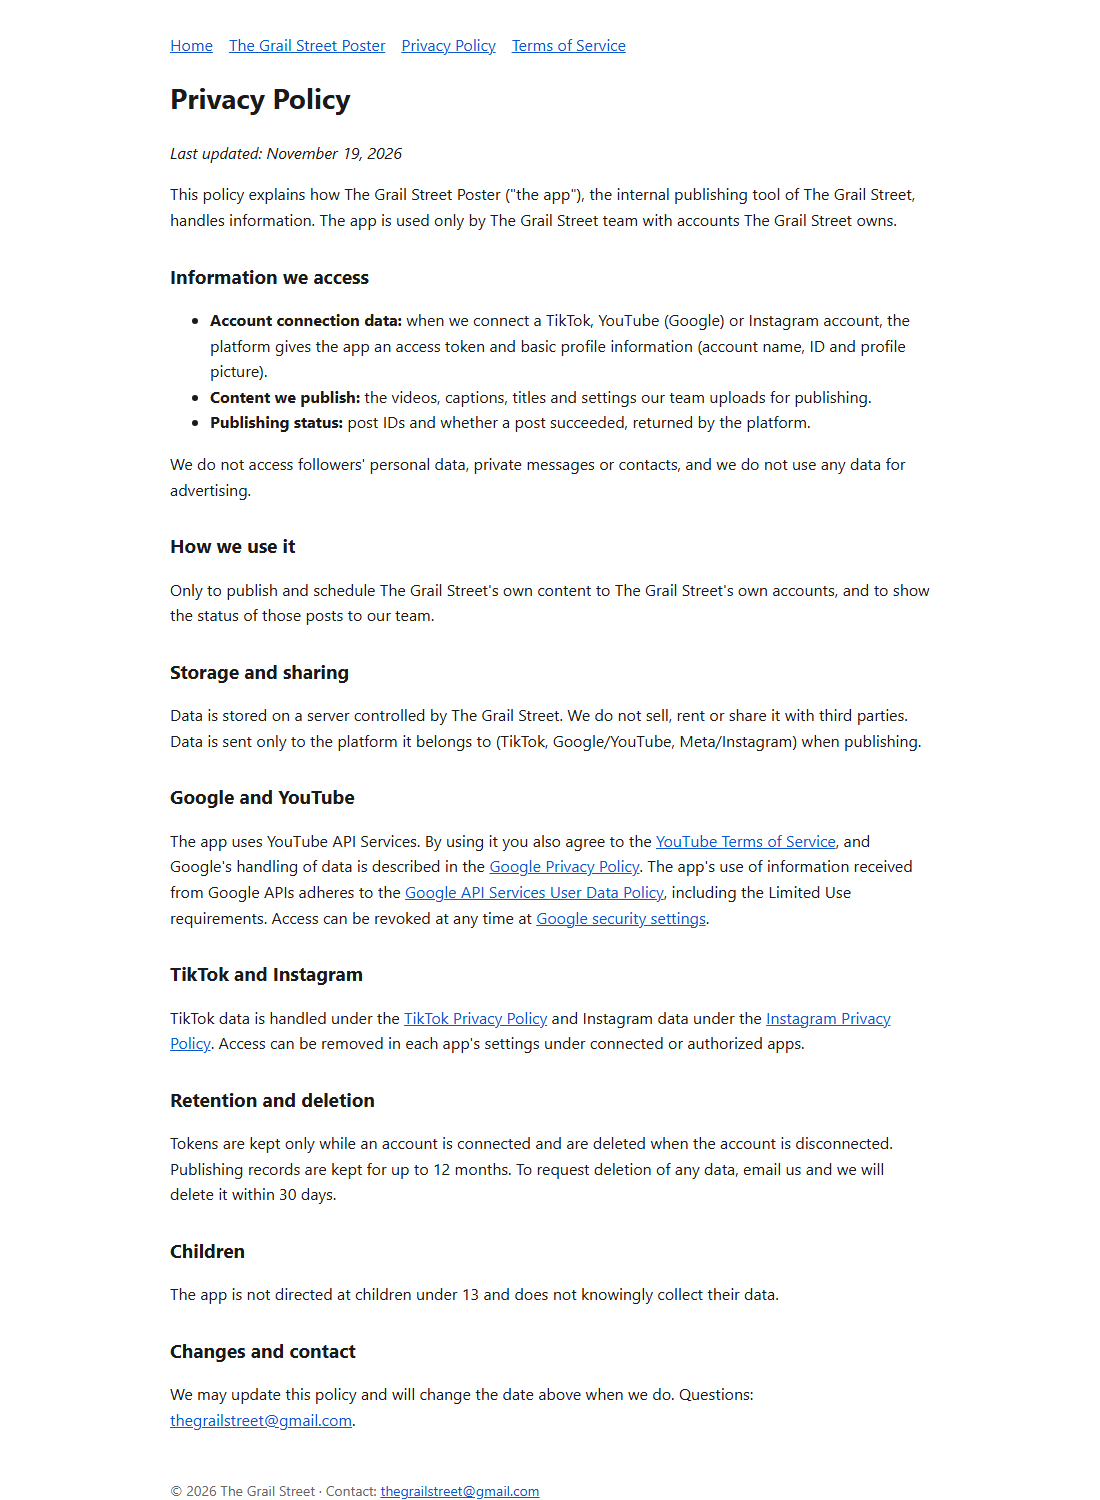 Home The Grail Street Poster Privacy Policy Terms of Service
Privacy Policy
Last updated: November 19, 2026
This policy explains how The Grail Street Poster ("the app"), the internal publishing tool of The Grail Street,
handles information. The app is used only by The Grail Street team with accounts The Grail Street owns.
Information we access
• Account connection data: when we connect a TikTok, YouTube (Google) or Instagram account, the
platform gives the app an access token and basic profile information (account name, ID and profile
picture).
• Content we publish: the videos, captions, titles and settings our team uploads for publishing.
• Publishing status: post IDs and whether a post succeeded, returned by the platform.
We do not access followers' personal data, private messages or contacts, and we do not use any data for
advertising.
How we use it
Only to publish and schedule The Grail Street's own content to The Grail Street's own accounts, and to show
the status of those posts to our team.
Storage and sharing
Data is stored on a server controlled by The Grail Street. We do not sell, rent or share it with third parties.
Data is sent only to the platform it belongs to (TikTok, Google/YouTube, Meta/Instagram) when publishing.
Google and YouTube
The app uses YouTube API Services. By using it you also agree to the YouTube Terms of Service, and
Google's handling of data is described in the Google Privacy Policy. The app's use of information received
from Google APIs adheres to the Google API Services User Data Policy, including the Limited Use
requirements. Access can be revoked at any time at Google security settings.
TikTok and Instagram
TikTok data is handled under the TikTok Privacy Policy and Instagram data under the Instagram Privacy
Policy. Access can be removed in each app's settings under connected or authorized apps.
Retention and deletion
Tokens are kept only while an account is connected and are deleted when the account is disconnected.
Publishing records are kept for up to 12 months. To request deletion of any data, email us and we will
delete it within 30 days.
Children
The app is not directed at children under 13 and does not knowingly collect their data.
Changes and contact
We may update this policy and will change the date above when we do. Questions:
thegrailstreet@gmail.com.
© 2026 The Grail Street · Contact: thegrailstreet@gmail.com